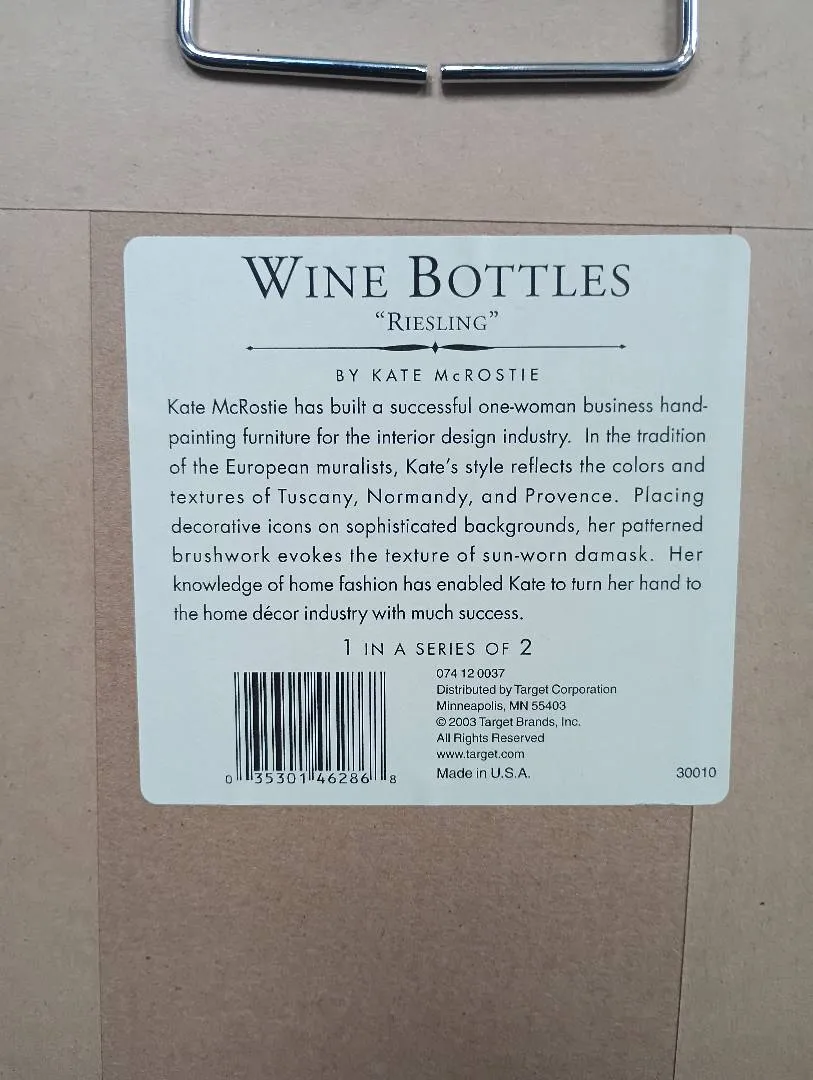 WINE BOTTLES
“RIESLING”
BY KATE McROSTIE
Kate McRostie has built a successful one-woman business hand-
painting furniture for the interior design industry. In the tradition
of the European muralists, Kate’s style reflects the colors and
textures of Tuscany, Normandy, and Provence. Placing
decorative icons on sophisticated backgrounds, her patterned
brushwork evokes the texture of sun-worn damask. Her
knowledge of home fashion has enabled Kate to turn her hand to
the home décor industry with much success.
1 IN A SERIES OF 2
074 12 0037
Distributed by Target Corporation
Minneapolis, MN 55403
© 2003 Target Brands, Inc.
All Rights Reserved
www.target.com
Made in U.S.A.
30010
0 35301 46286 8